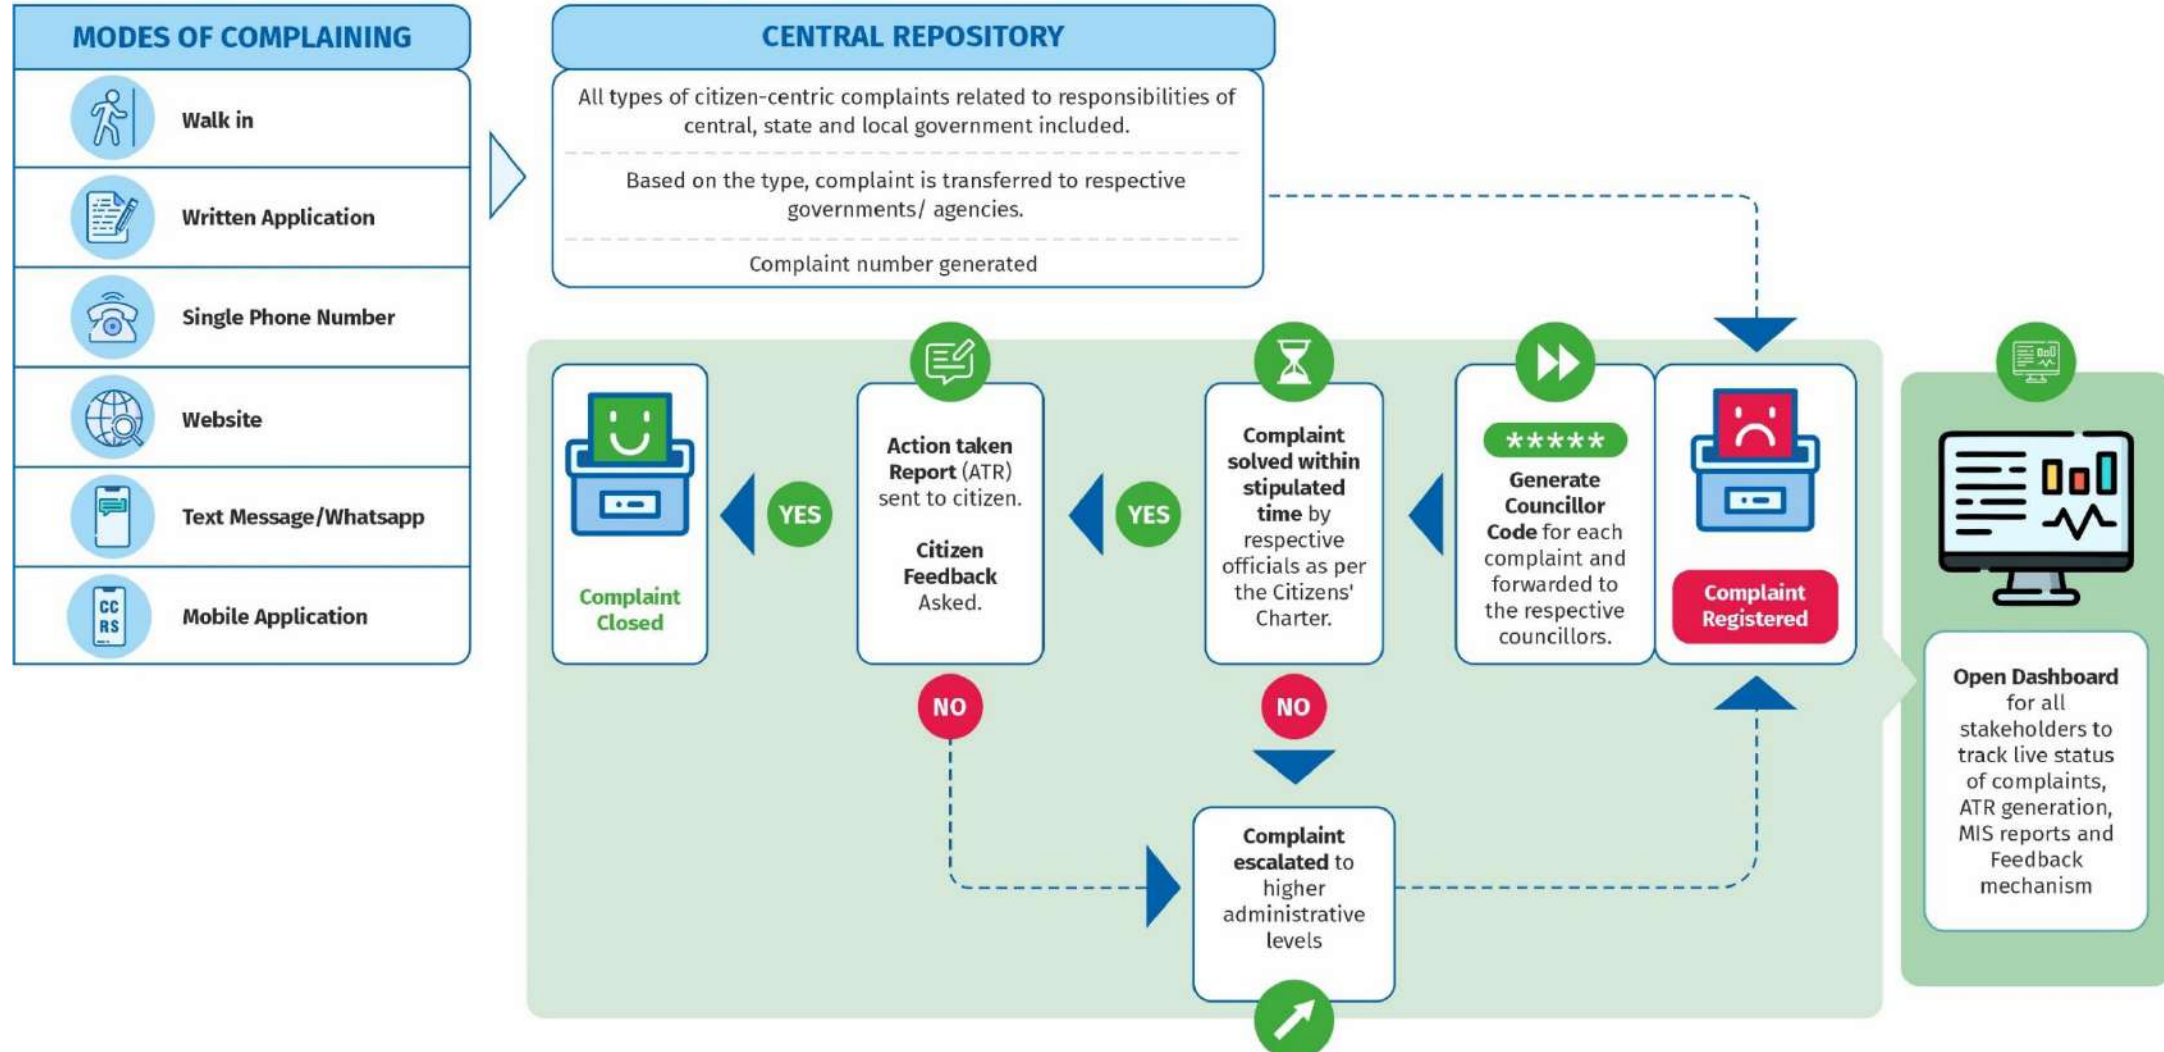 MODES OF COMPLAINING
Walk in
Written Application
Single Phone Number
Website
Text Message/Whatsapp
CC
RS
Mobile Application
CENTRAL REPOSITORY
All types of citizen-centric complaints related to responsibilities of
central, state and local government included.
Based on the type, complaint is transferred to respective
governments/ agencies.
Complaint number generated
Complaint
Closed
YES
Action taken
Report (ATR)
sent to citizen.
Citizen
Feedback
Asked.
NO
YES
Complaint
solved within
stipulated
time by
respective
officials as per
the Citizens'
Charter.
NO
*****
Generate
Councillor
Code for each
complaint and
forwarded to
the respective
councillors.
Complaint
Registered
Complaint
escalated to
higher
administrative
levels
Open Dashboard
for all
stakeholders to
track live status
of complaints,
ATR generation,
MIS reports and
Feedback
mechanism